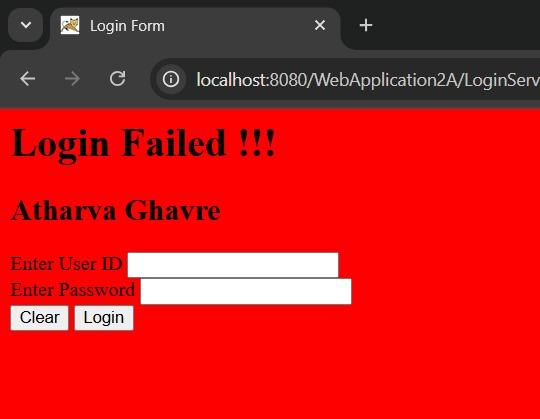 Login Form
localhost:8080/WebApplication2A/LoginServ
Login Failed !!!
Atharva Ghavre
Enter User ID
Enter Password
Clear Login